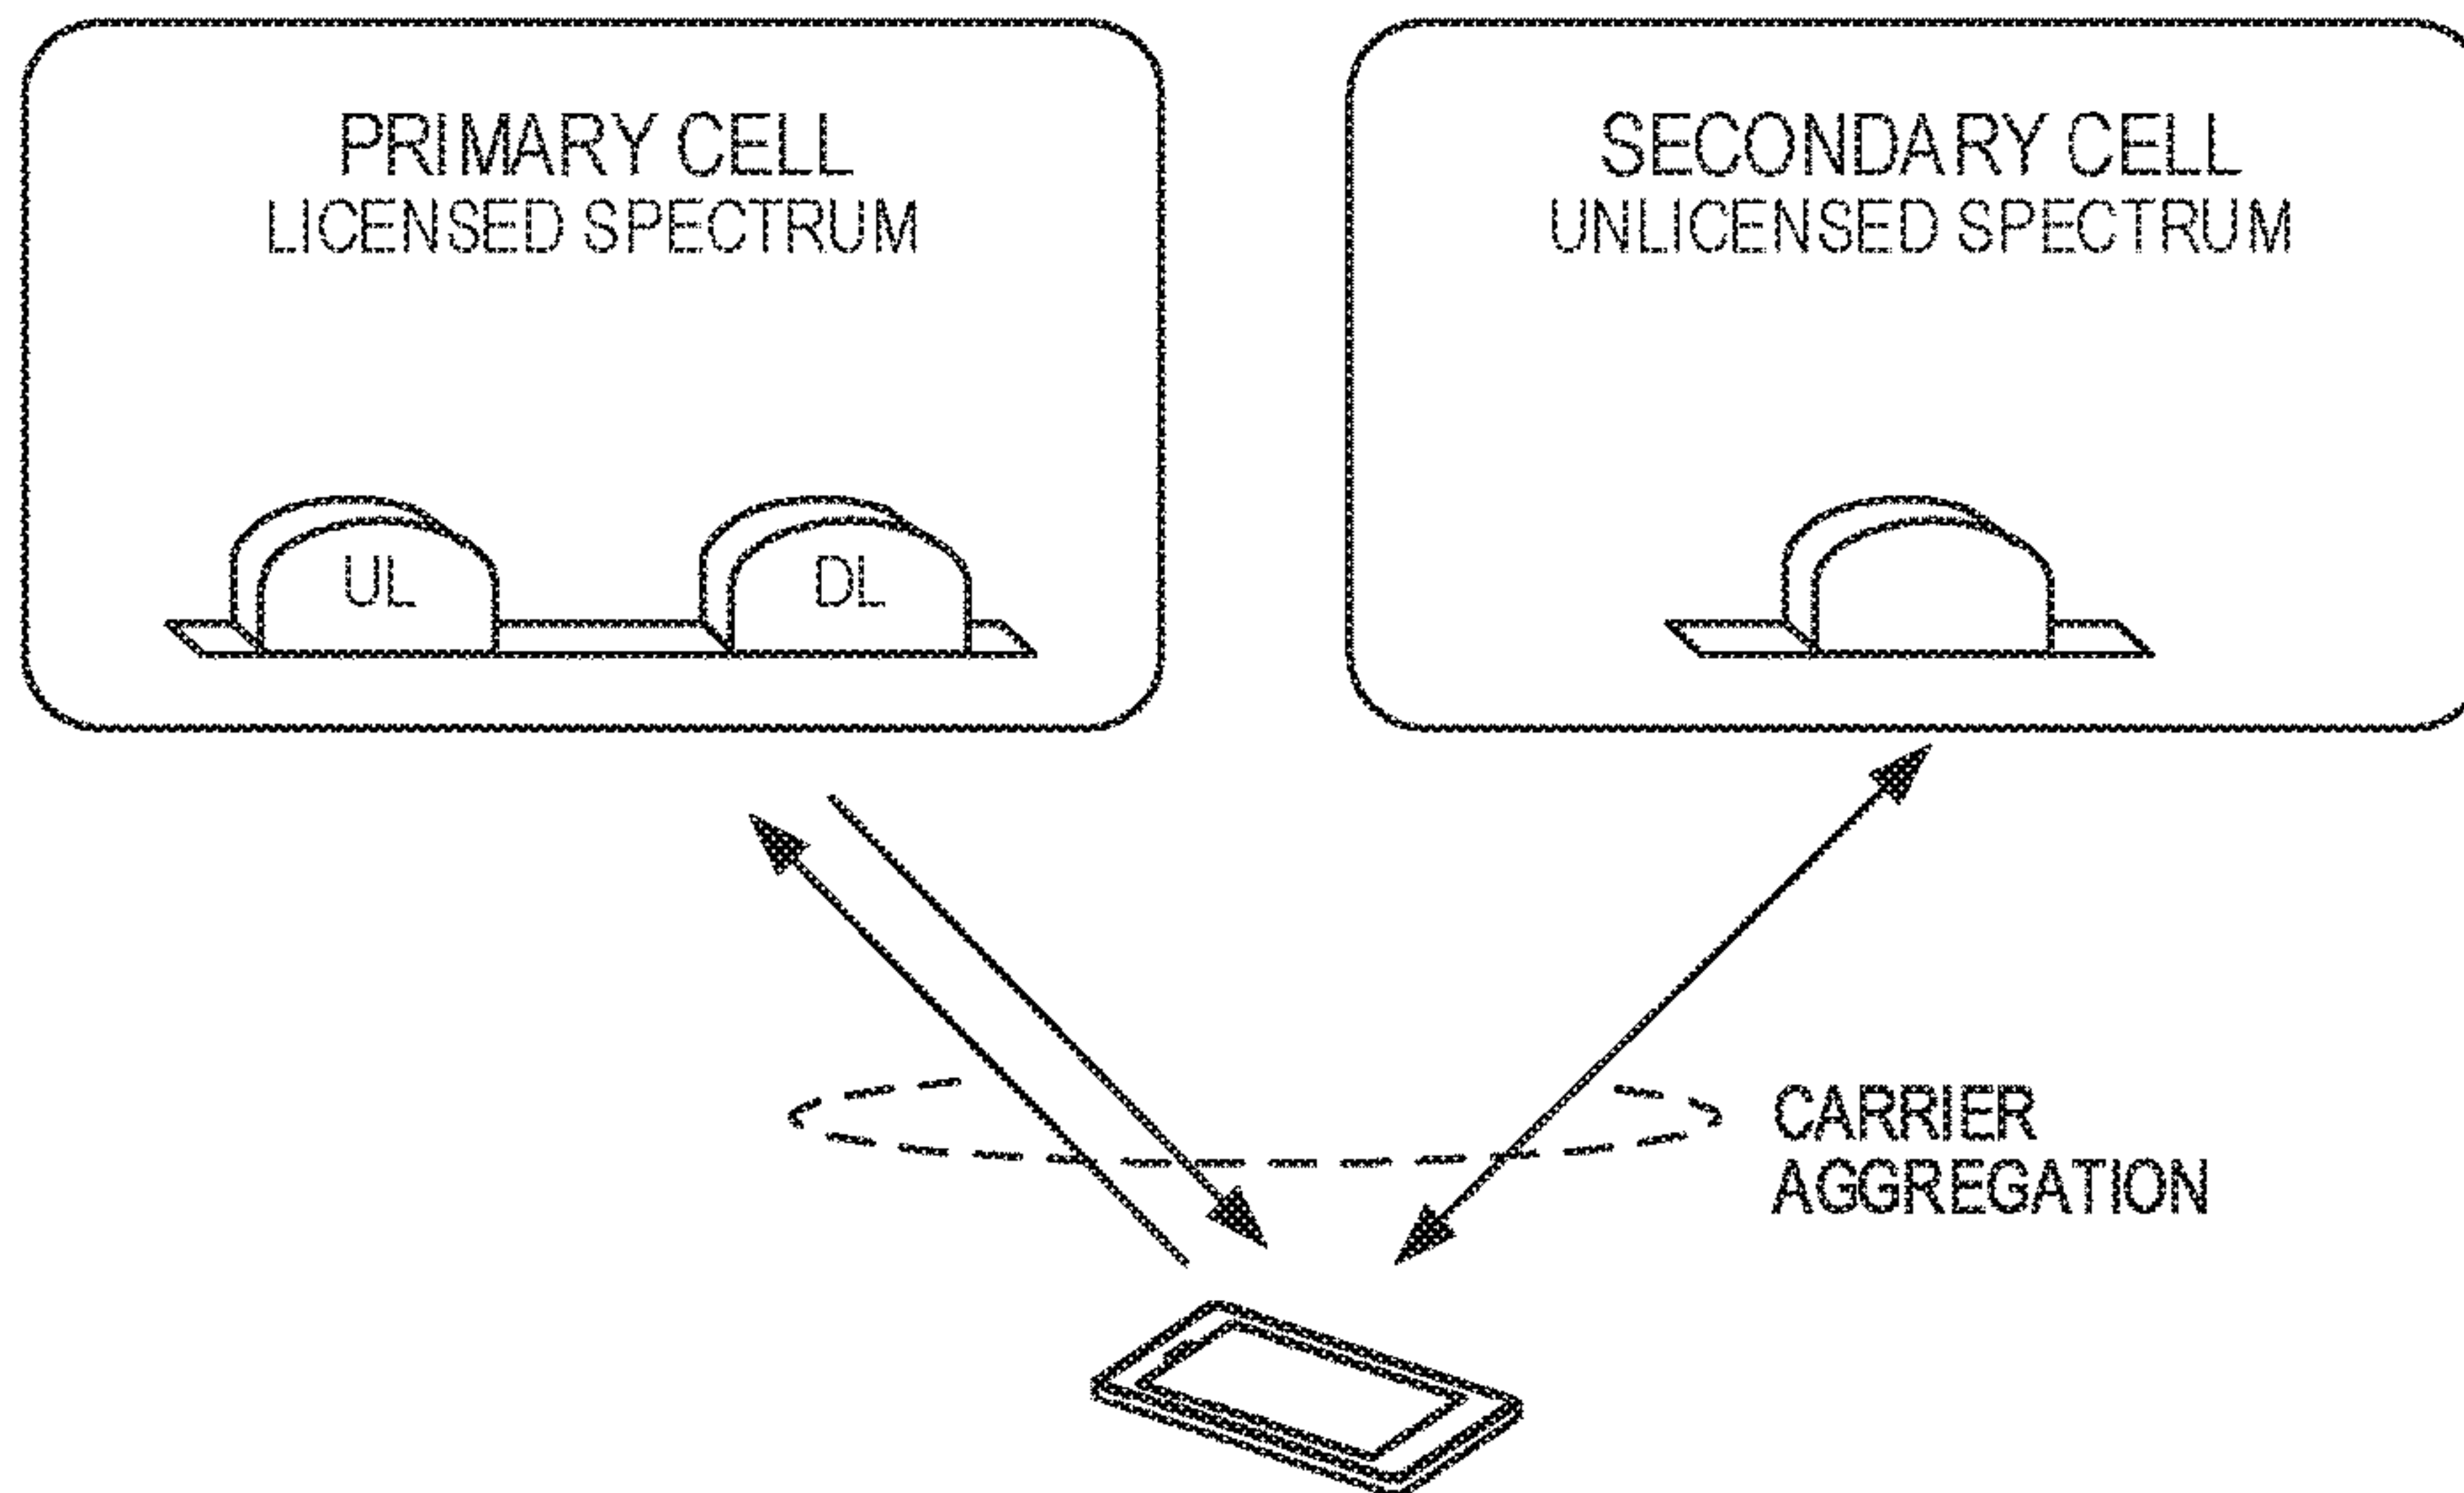 PRIMARY CELL
LICENSED SPECTRUM
UL
DL
SECONDARY CELL
UNLICENSED SPECTRUM
CARRIER
AGGREGATION